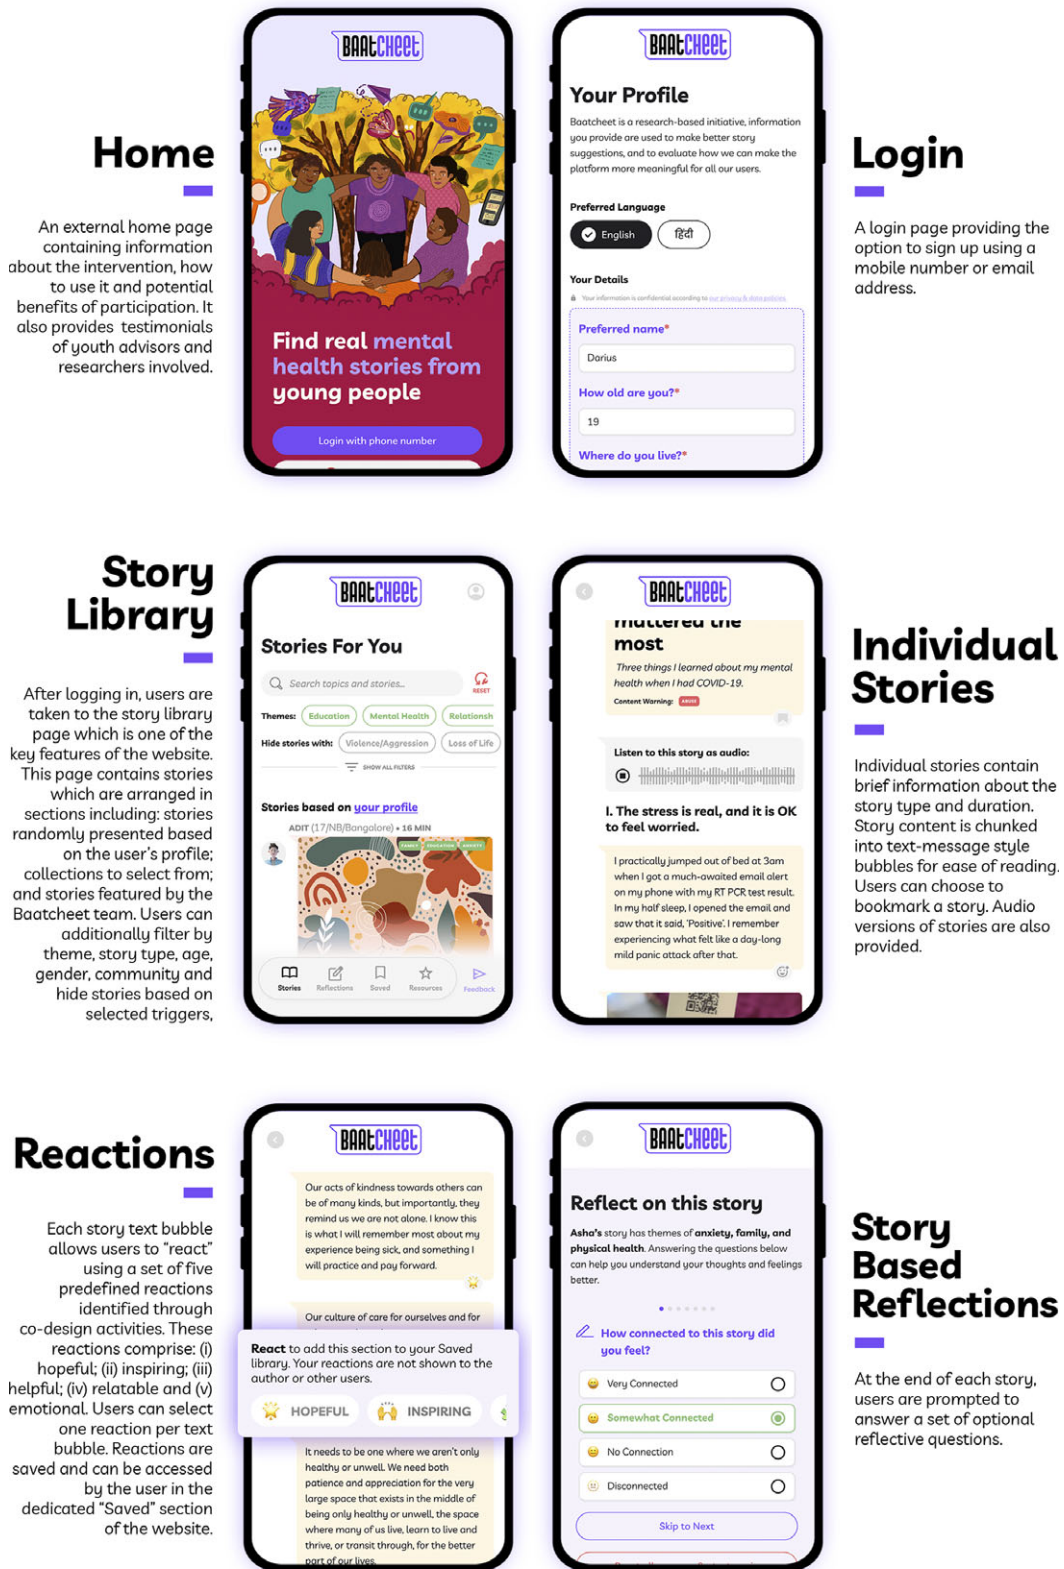 BAATCHEET
BAATCHEET
Home
An external home page
containing information
about the intervention, how
to use it and potential
benefits of participation. It
also provides testimonials
of youth advisors and
researchers involved.
Find real mental
health stories from
young people
Login with phone number
Your Profile
Baatcheet is a research-based initiative, information
you provide are used to make better story
suggestions, and to evaluate how we can make the
platform more meaningful for all our users.
Preferred Language
English
हिंदी
Your Details
Your information is confidential according to our privacy & data policies
Preferred name*
Darius
How old are you?*
19
Where do you live?*
Login
A login page providing the
option to sign up using a
mobile number or email
address.
Story
Library
After logging in, users are
taken to the story library
page which is one of the
key features of the website.
This page contains stories
which are arranged in
sections including: stories
randomly presented based
on the user's profile;
collections to select from;
and stories featured by the
Baatcheet team. Users can
additionally filter by
theme, story type, age,
gender, community and
hide stories based on
selected triggers,
BAATCHEET
Stories For You
Search topics and stories...
RESET
Themes: Education Mental Health Relationsh
Hide stories with: Violence/Aggression Loss of Life
SHOW ALL FILTERS
Stories based on your profile
ADIT (17/NB/Bangalore) • 16 MIN
FAMILY EDUCATION ANXIETY
Stories Reflections Saved Resources Feedback
BAATCHEET
mattered the
most
Three things I learned about my mental
health when I had COVID-19.
Content Warning:
Listen to this story as audio:
I. The stress is real, and it is OK
to feel worried.
I practically jumped out of bed at 3am
when I got a much-awaited email alert
on my phone with my RT PCR test result.
In my half sleep, I opened the email and
saw that it said, 'Positive'. I remember
experiencing what felt like a day-long
mild panic attack after that.
Individual
Stories
Individual stories contain
brief information about the
story type and duration.
Story content is chunked
into text-message style
bubbles for ease of reading.
Users can choose to
bookmark a story. Audio
versions of stories are also
provided.
Reactions
Each story text bubble
allows users to "react"
using a set of five
predefined reactions
identified through
co-design activities. These
reactions comprise: (i)
hopeful; (ii) inspiring; (iii)
helpful; (iv) relatable and (v)
emotional. Users can select
one reaction per text
bubble. Reactions are
saved and can be accessed
by the user in the
dedicated "Saved" section
of the website.
BAATCHEET
Our acts of kindness towards others can
be of many kinds, but importantly, they
remind us we are not alone. I know this
is what I will remember most about my
experience being sick, and something I
will practice and pay forward.
Our culture of care for ourselves and for
React to add this section to your Saved
library. Your reactions are not shown to the
author or other users.
HOPEFUL INSPIRING
It needs to be one where we aren't only
healthy or unwell. We need both
patience and appreciation for the very
large space that exists in the middle of
being only healthy or unwell, the space
where many of us live, learn to live and
thrive, or transit through, for the better
part of our lives.
BAATCHEET
Reflect on this story
Asha's story has themes of anxiety, family, and
physical health. Answering the questions below
can help you understand your thoughts and feelings
better.
How connected to this story did
you feel?
Very Connected
Somewhat Connected
No Connection
Disconnected
Skip to Next
Story
Based
Reflections
At the end of each story,
users are prompted to
answer a set of optional
reflective questions.